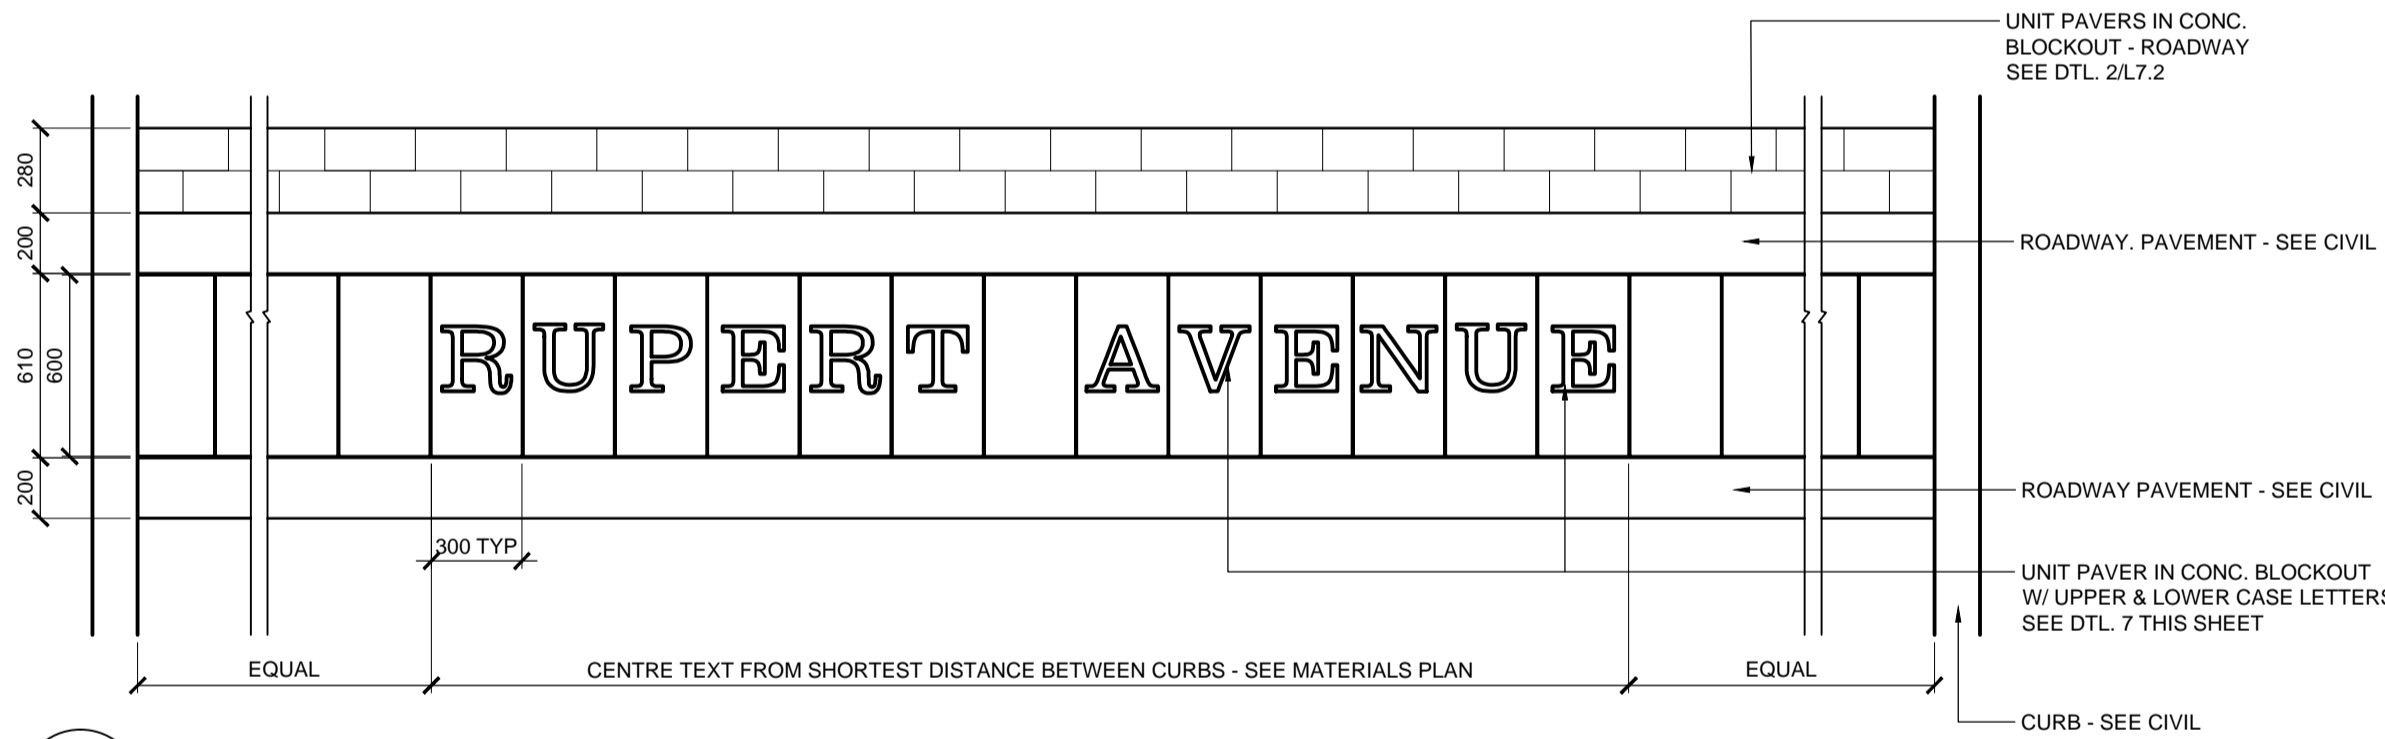 UNIT PAVERS IN CONC.
BLOCKOUT - ROADWAY
SEE DTL. 2/L7.2
280
200
ROADWAY. PAVEMENT - SEE CIVIL
610
600
RUPERT AVENUE
200
ROADWAY PAVEMENT - SEE CIVIL
300 TYP
UNIT PAVER IN CONC. BLOCKOUT
W/ UPPER & LOWER CASE LETTERS
SEE DTL. 7 THIS SHEET
EQUAL
CENTRE TEXT FROM SHORTEST DISTANCE BETWEEN CURBS - SEE MATERIALS PLAN
EQUAL
CURB - SEE CIVIL